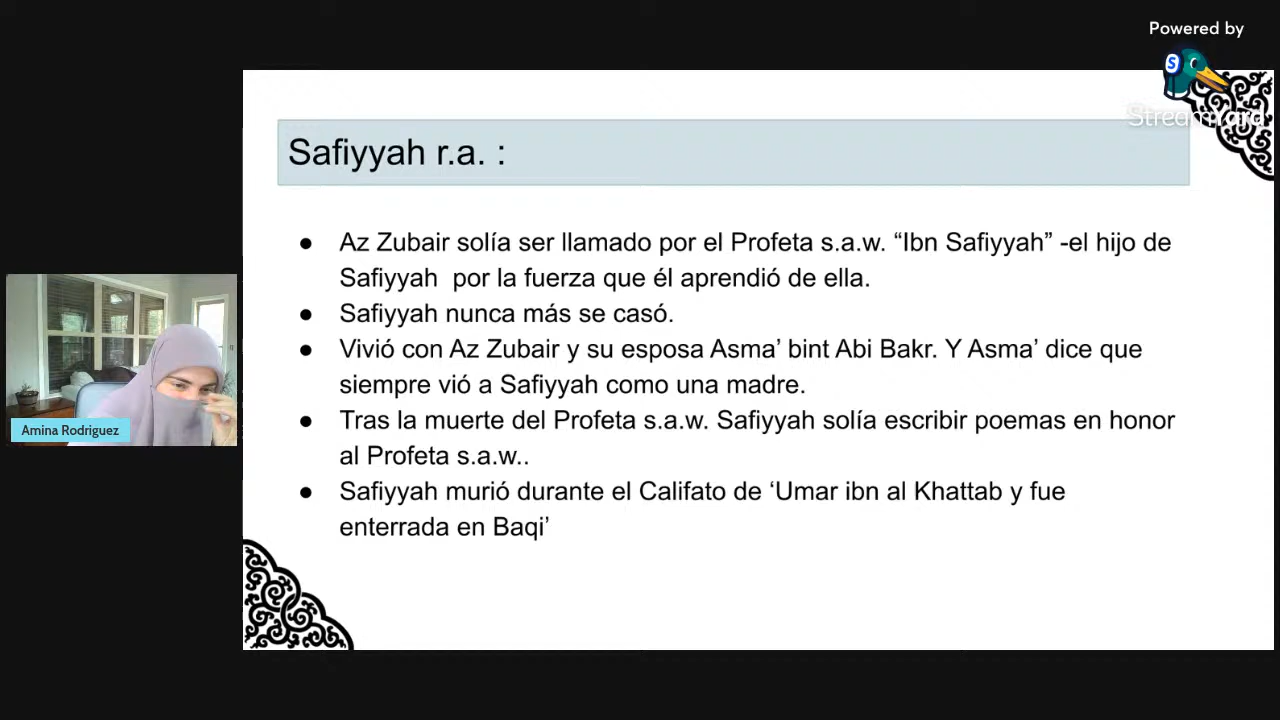 Powered by
StreamYard
Safiyyah r.a. :
● Az Zubair solía ser llamado por el Profeta s.a.w. “Ibn Safiyyah” -el hijo de
Safiyyah  por la fuerza que él aprendió de ella.
● Safiyyah nunca más se casó.
● Vivió con Az Zubair y su esposa Asma’ bint Abi Bakr. Y Asma’ dice que
siempre vió a Safiyyah como una madre.
● Tras la muerte del Profeta s.a.w. Safiyyah solía escribir poemas en honor
al Profeta s.a.w..
● Safiyyah murió durante el Califato de ‘Umar ibn al Khattab y fue
enterrada en Baqi’
Amina Rodriguez